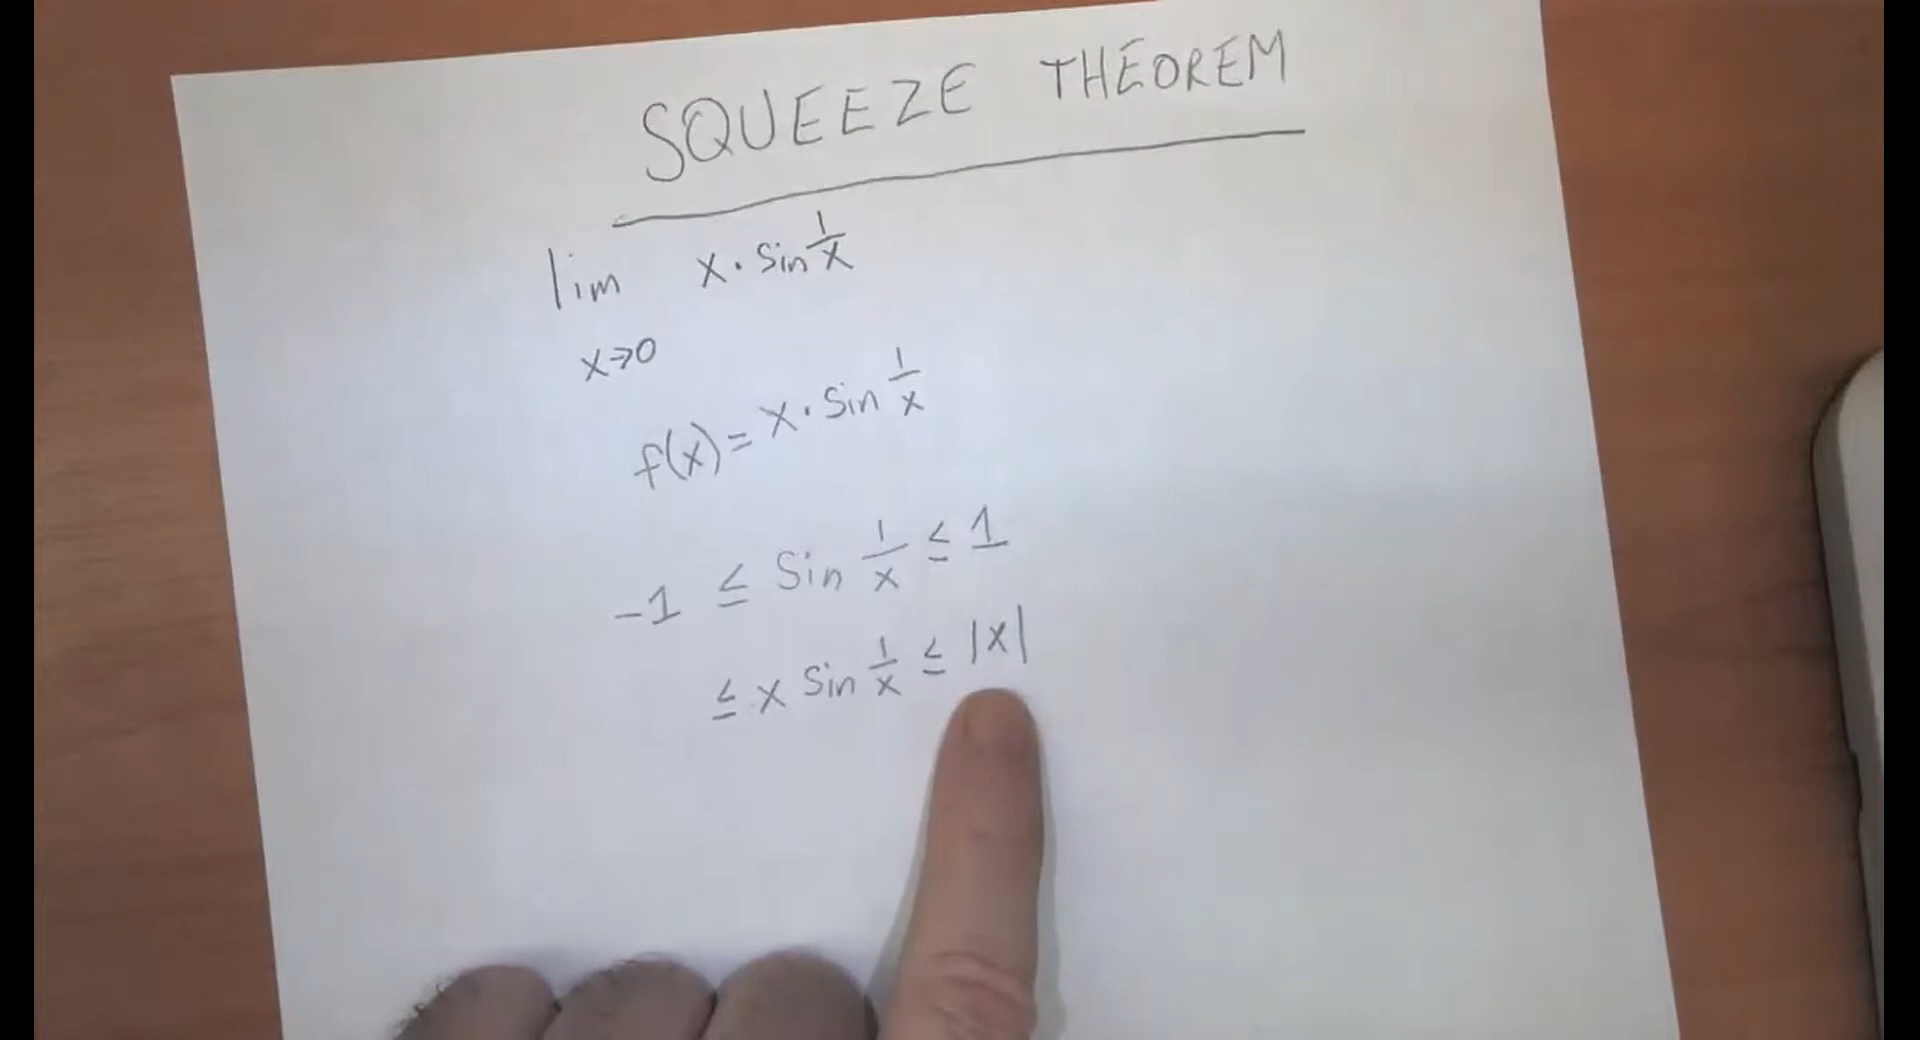 SQUEEZE THEOREM
lim x→0 x · sin 1/x
f(x) = x · sin 1/x
-1 ≤ sin 1/x ≤ 1
≤ x sin 1/x ≤ |x|